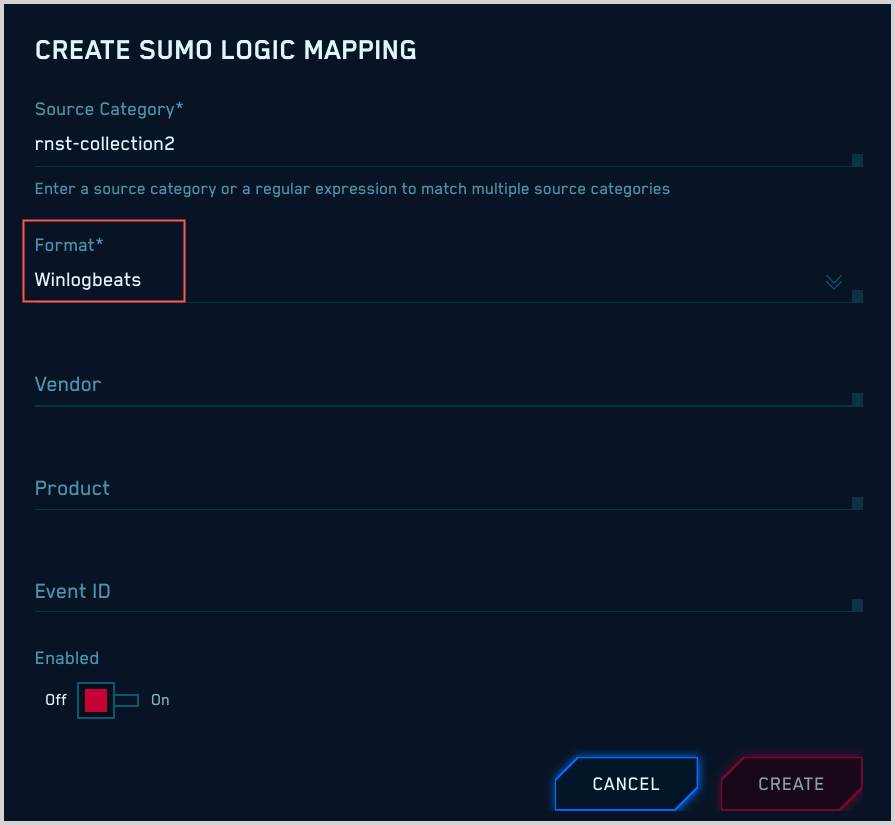 CREATE SUMO LOGIC MAPPING
Source Category*
rnst-collection2
Enter a source category or a regular expression to match multiple source categories
Format*
Winlogbeats
Vendor
Product
Event ID
Enabled
Off On
CANCEL CREATE